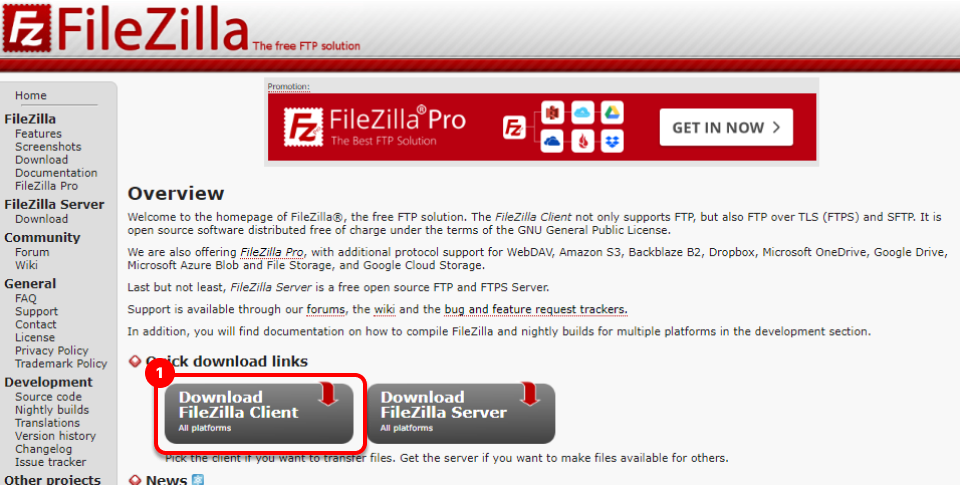 FileZilla
The free FTP solution
Promotion:
FileZilla®Pro
The Best FTP Solution
GET IN NOW
Home
FileZilla
Features
Screenshots
Download
Documentation
FileZilla Pro
FileZilla Server
Download
Community
Forum
Wiki
General
FAQ
Support
Contact
License
Privacy Policy
Trademark Policy
Development
Source code
Nightly builds
Translations
Version history
Changelog
Issue tracker
Other projects
Overview
Welcome to the homepage of FileZilla®, the free FTP solution. The FileZilla Client not only supports FTP, but also FTP over TLS (FTPS) and SFTP. It is
open source software distributed free of charge under the terms of the GNU General Public License.
We are also offering FileZilla Pro, with additional protocol support for WebDAV, Amazon S3, Backblaze B2, Dropbox, Microsoft OneDrive, Google Drive,
Microsoft Azure Blob and File Storage, and Google Cloud Storage.
Last but not least, FileZilla Server is a free open source FTP and FTPS Server.
Support is available through our forums, the wiki and the bug and feature request trackers.
In addition, you will find documentation on how to compile FileZilla and nightly builds for multiple platforms in the development section.
Quick download links
1
Download
FileZilla Client
All platforms
Download
FileZilla Server
All platforms
Pick the client if you want to transfer files. Get the server if you want to make files available for others.
News